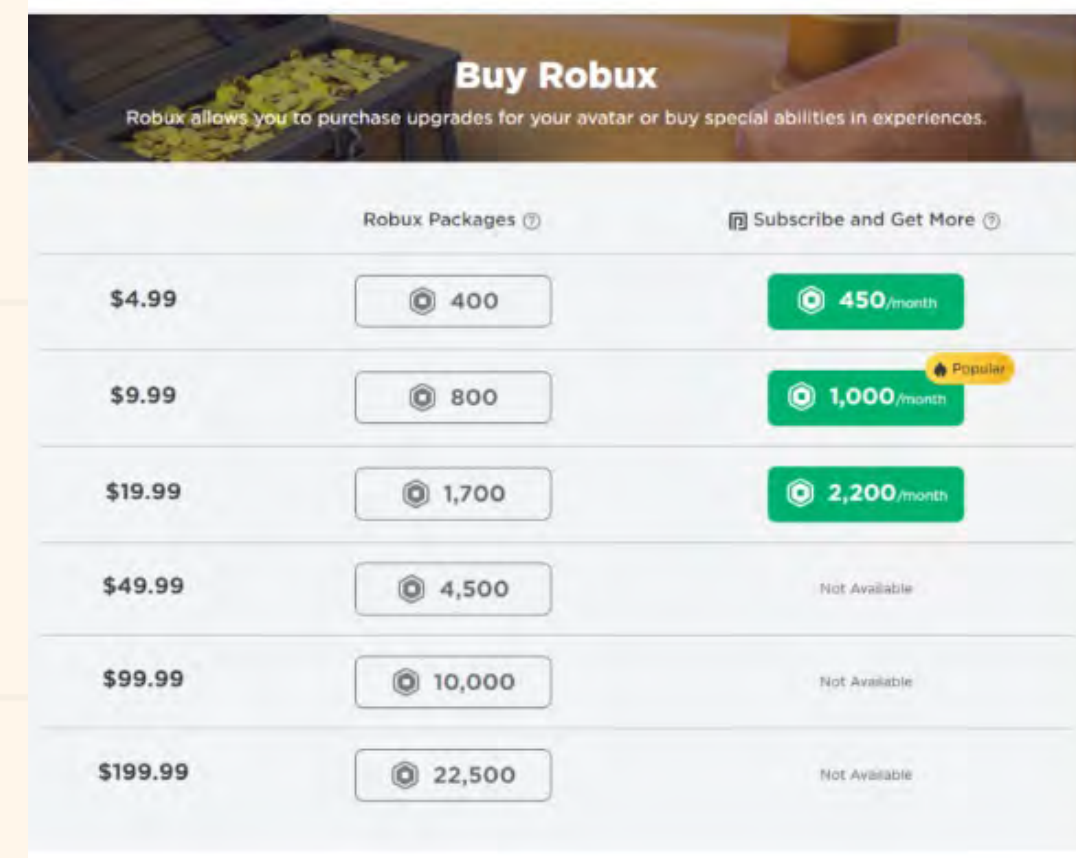 Buy Robux
Robux allows you to purchase upgrades for your avatar or buy special abilities in experiences.
Robux Packages ?
Subscribe and Get More ?
$4.99
400
450/month
Popular
$9.99
800
1,000/month
$19.99
1,700
2,200/month
$49.99
4,500
Not Available
$99.99
10,000
Not Available
$199.99
22,500
Not Available